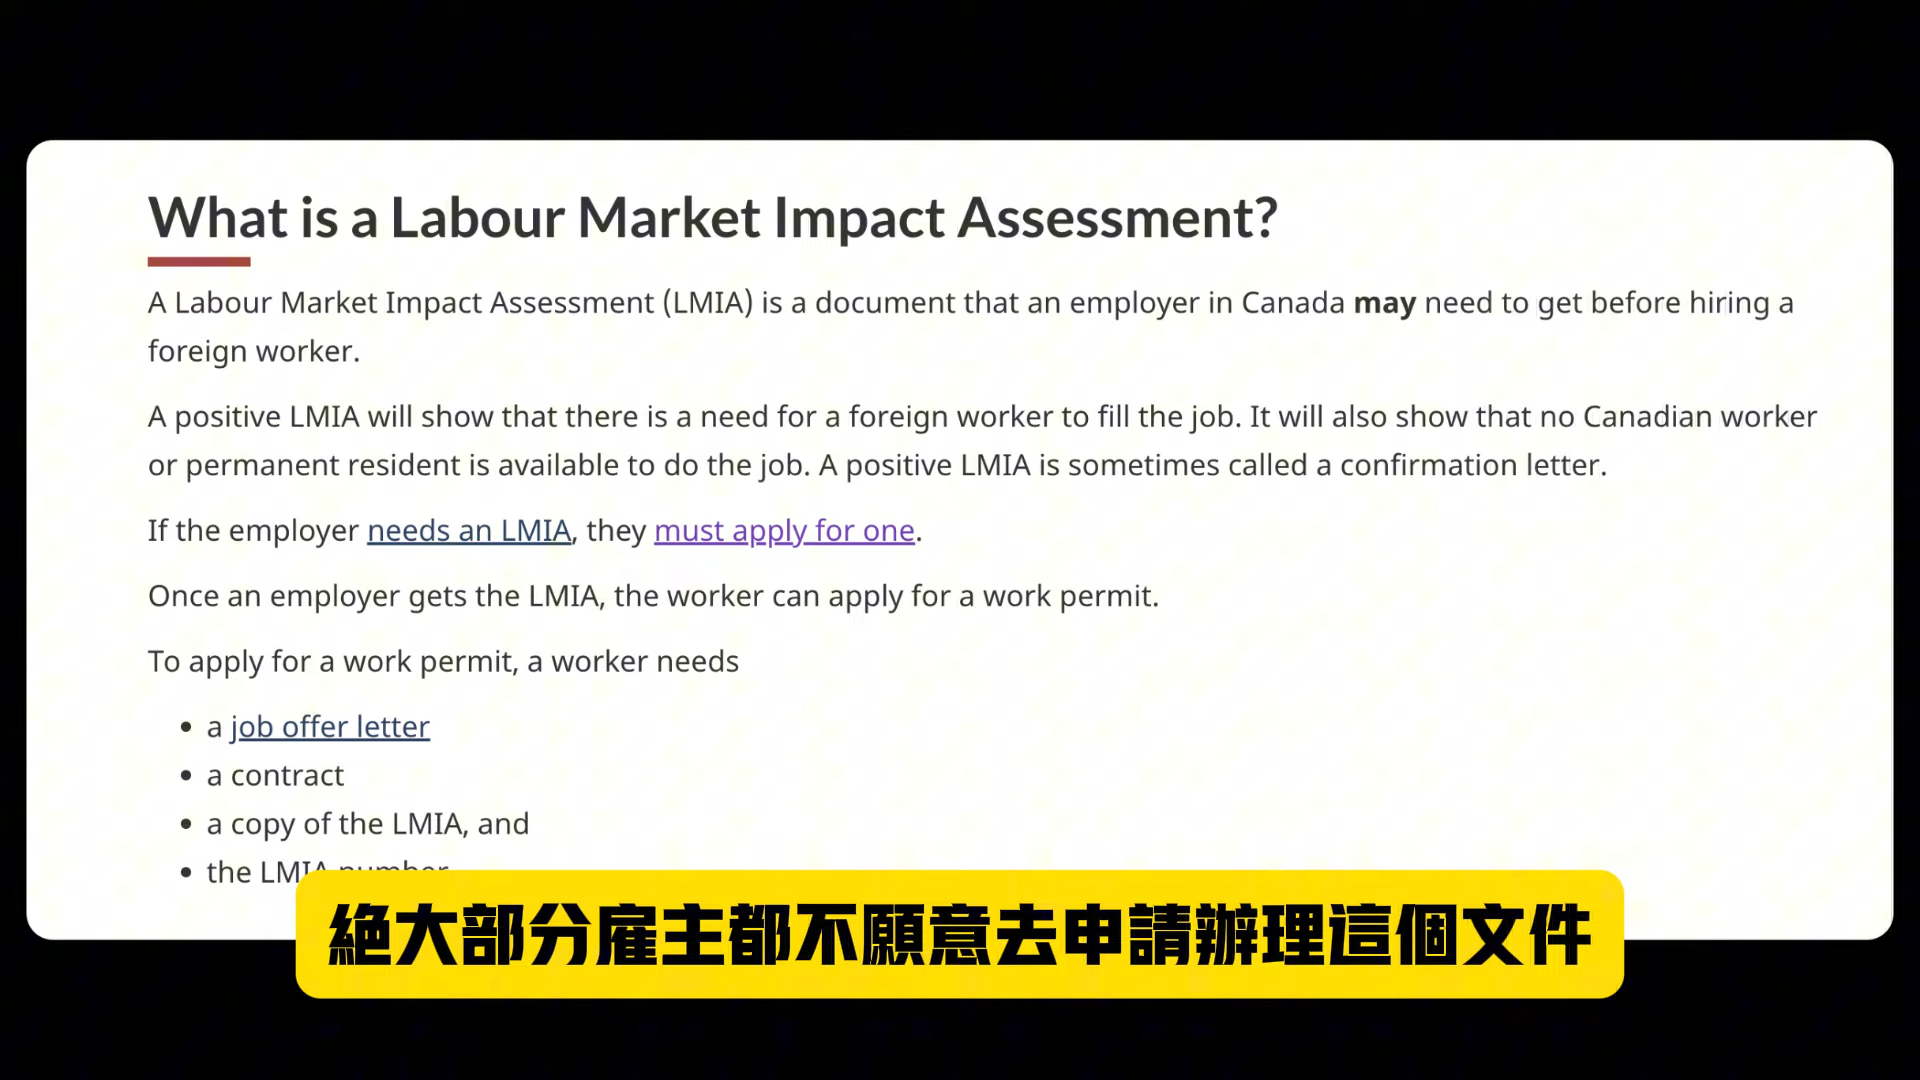 What is a Labour Market Impact Assessment?
A Labour Market Impact Assessment (LMIA) is a document that an employer in Canada may need to get before hiring a
foreign worker.
A positive LMIA will show that there is a need for a foreign worker to fill the job. It will also show that no Canadian worker
or permanent resident is available to do the job. A positive LMIA is sometimes called a confirmation letter.
If the employer needs an LMIA, they must apply for one.
Once an employer gets the LMIA, the worker can apply for a work permit.
To apply for a work permit, a worker needs
• a job offer letter
• a contract
• a copy of the LMIA, and
• the LMIA number
絕大部分雇主都不願意去申請辦理這個文件